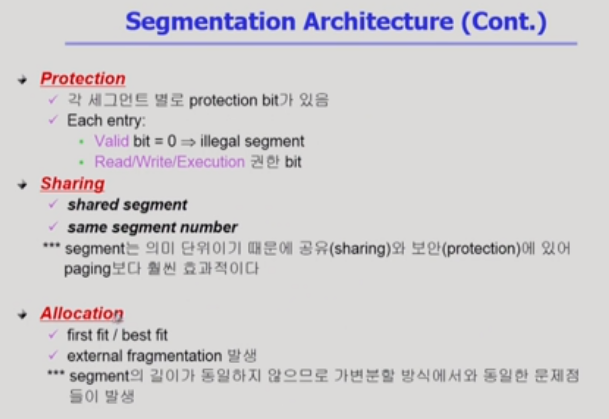 Segmentation Architecture (Cont.)
Protection
각 세그먼트 별로 protection bit가 있음
Each entry:
Valid bit = 0 ⇒ illegal segment
Read/Write/Execution 권한 bit
Sharing
shared segment
same segment number
*** segment는 의미 단위이기 때문에 공유(sharing)와 보안(protection)에 있어
paging보다 훨씬 효과적이다
Allocation
first fit / best fit
external fragmentation 발생
*** segment의 길이가 동일하지 않으므로 가변분할 방식에서와 동일한 문제점
들이 발생